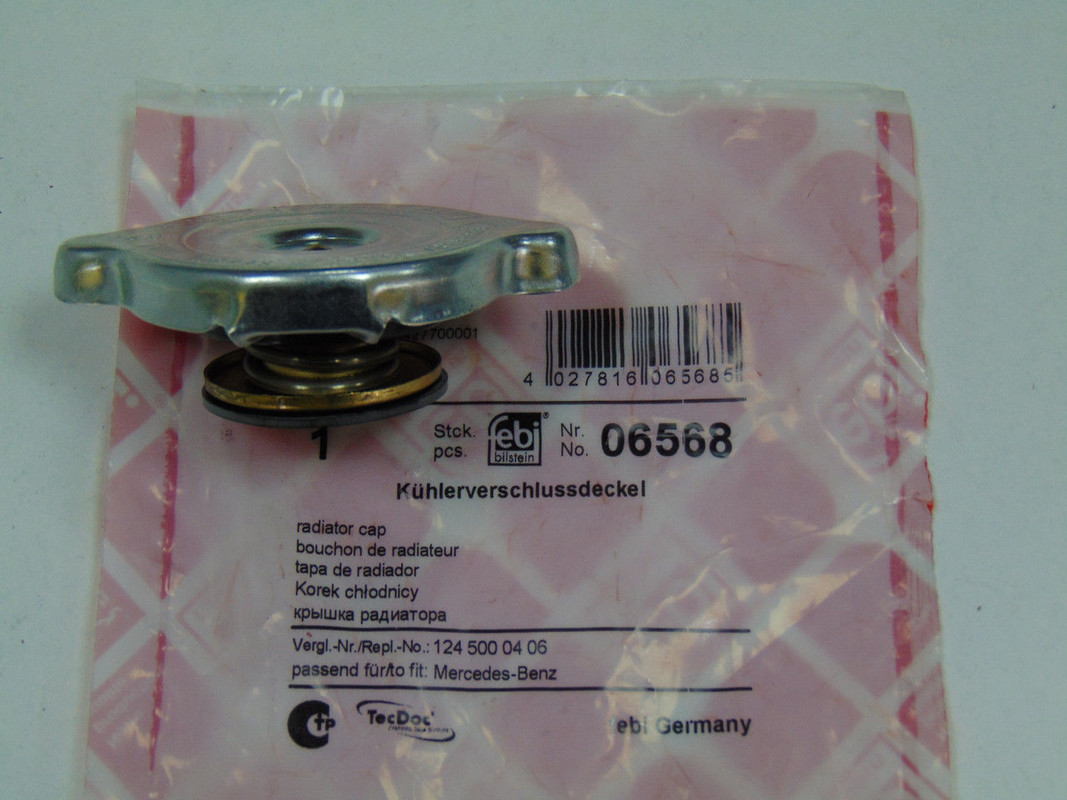 4 027816 065685
1 Stck. pcs. febi bilstein ® Nr. No. 06568
Kühlerverschlussdeckel
radiator cap
bouchon de radiateur
tapa de radiador
Korek chłodnicy
крышка радиатора
Vergl.-Nr./Repl.-No.: 124 500 04 06
passend für/to fit: Mercedes-Benz
TecDoc
ebi Germany